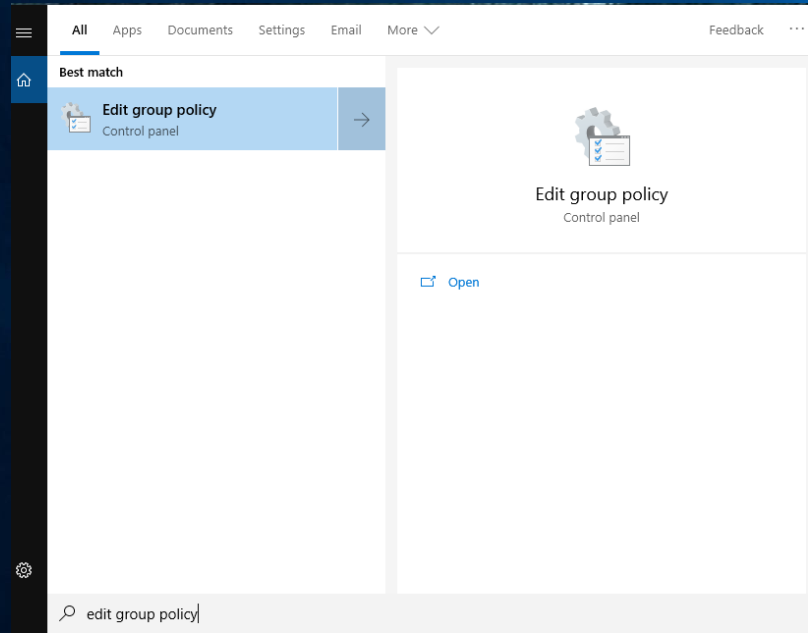 All Apps Documents Settings Email More Feedback ...
Best match
Edit group policy
Control panel
Edit group policy
Control panel
Open
edit group policy